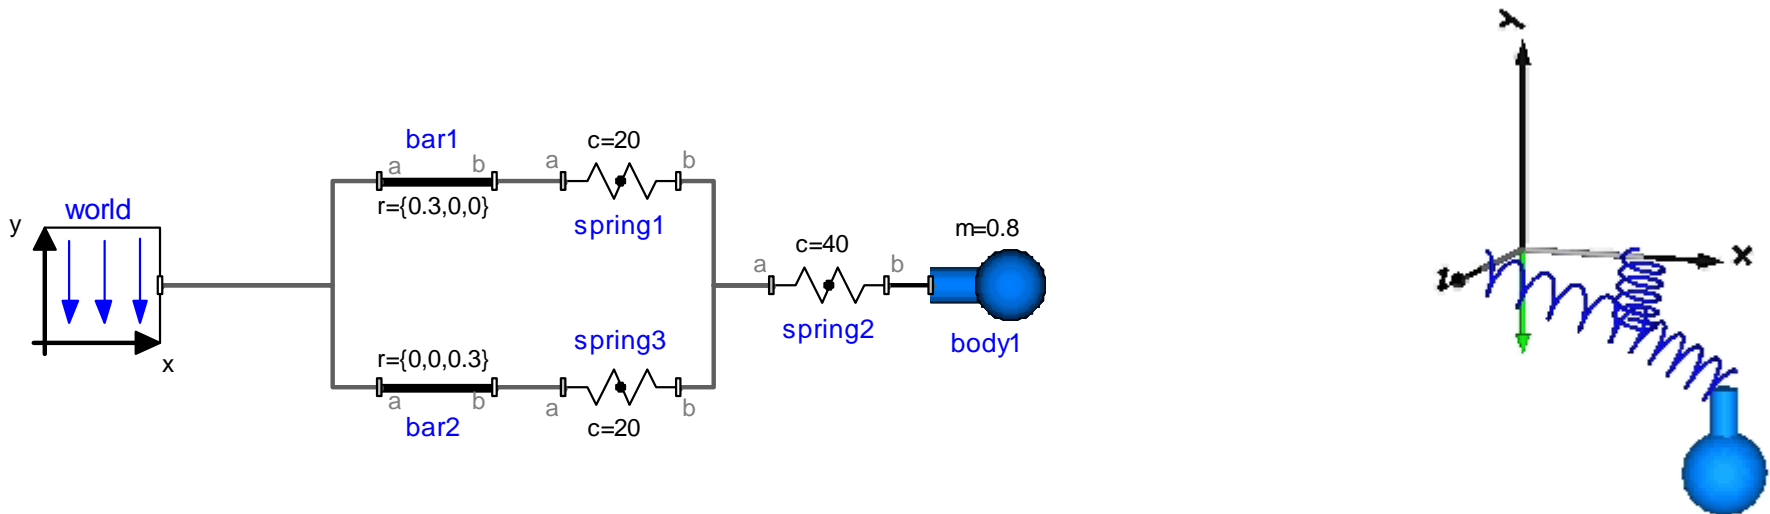 bar1
c=20
a
b
a
b
r={0.3,0,0}
world
spring1
y
m=0.8
c=40
a
b
spring3
spring2
body1
x
r={0,0,0.3}
a
b
a
b
bar2
c=20
Y
X
z